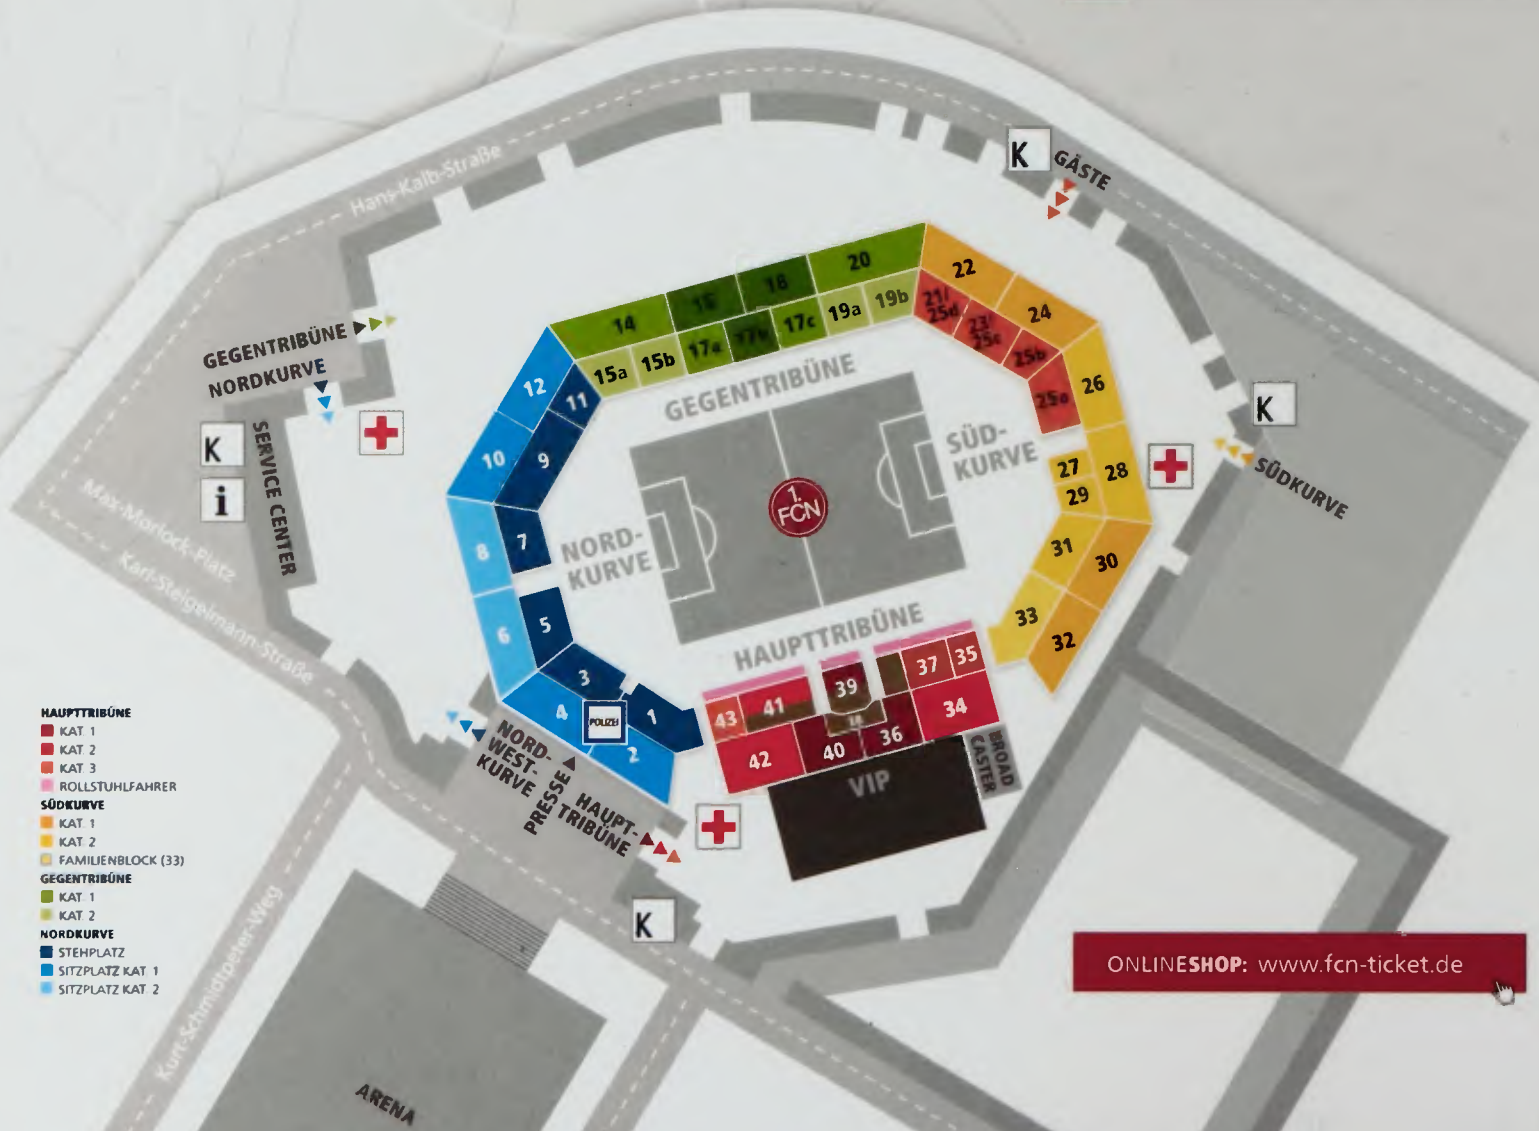 Hans-Kalb-Straße
K
GÄSTE
GEGENTRIBÜNE
NORDKURVE
K
i
SERVICE CENTER
Max-Morlock-Platz
Karl-Steigelmann-Straße
K
SÜDKURVE
22
20
18
16
14
24
21/
25d
23/
25c
25b
25a
19b
19a
17c
17b
17a
15b
15a
12
11
10
9
8
7
6
5
4
3
2
1
26
27
28
29
30
31
32
33
GEGENTRIBÜNE
SÜD-
KURVE
NORD-
KURVE
1.
FCN
HAUPTTRIBÜNE
POLIZEI
43
41
39
37
35
42
40
38
36
34
VIP
BROAD
CASTER
NORD-
WEST-
KURVE
PRESSE
HAUPT-
TRIBÜNE
K
HAUPTTRIBÜNE
KAT. 1
KAT. 2
KAT. 3
ROLLSTUHLFAHRER
SÜDKURVE
KAT. 1
KAT. 2
FAMILIENBLOCK (33)
GEGENTRIBÜNE
KAT. 1
KAT. 2
NORDKURVE
STEHPLATZ
SITZPLATZ KAT. 1
SITZPLATZ KAT. 2
Kurt-Schmidtpeter-Weg
ARENA
ONLINESHOP: www.fcn-ticket.de